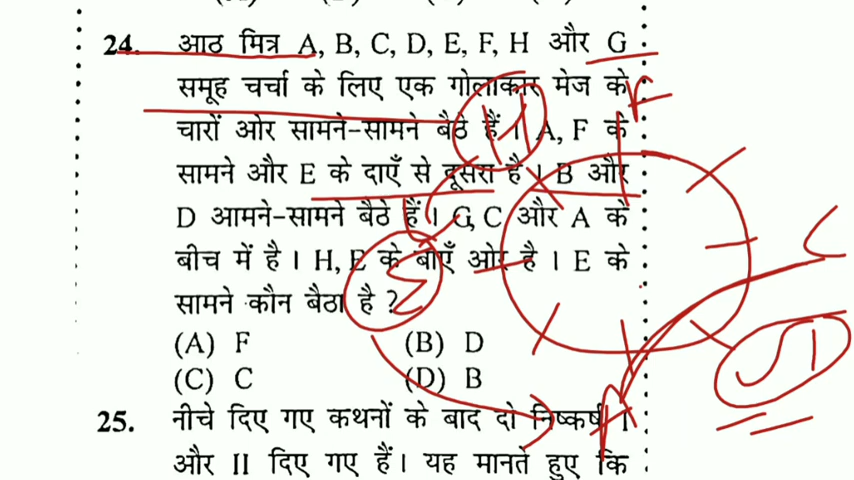 24. आठ मित्र A, B, C, D, E, F, H और G
समूह चर्चा के लिए एक गोलाकार मेज के
चारों ओर सामने-सामने बैठे हैं । A, F के
सामने और E के दाएँ से दूसरा है । B और
D आमने-सामने बैठे हैं । G, C और A के
बीच में है । H, E के बाएँ ओर है । E के
सामने कौन बैठा है ?
(A) F (B) D
(C) C (D) B
25. नीचे दिए गए कथनों के बाद दो निष्कर्ष I
और II दिए गए हैं। यह मानते हुए कि